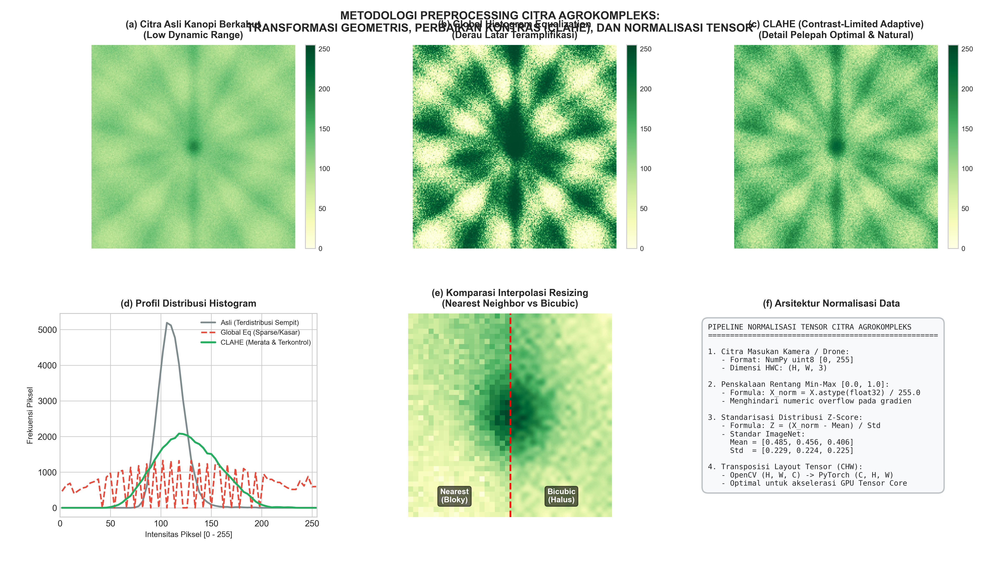 METODOLOGI PREPROCESSING CITRA AGROKOMPLEKS:
TRANSFORMASI GEOMETRIS, PERBAIKAN KONTRAS (CLAHE), DAN NORMALISASI TENSOR
(a) Citra Asli Kanopi Berkabut
(Low Dynamic Range)
250
200
150
100
50
0
(b) Global Histogram Equalization
(Derau Latar Teramplifikasi)
250
200
150
100
50
0
(c) CLAHE (Contrast-Limited Adaptive)
(Detail Pelepah Optimal & Natural)
250
200
150
100
50
0
(d) Profil Distribusi Histogram
Frekuensi Piksel
5000
4000
3000
2000
1000
0
Asli (Terdistribusi Sempit)
Global Eq (Sparse/Kasar)
CLAHE (Merata & Terkontrol)
0 50 100 150 200 250
Intensitas Piksel [0 - 255]
(e) Komparasi Interpolasi Resizing
(Nearest Neighbor vs Bicubic)
Nearest
(Bloky)
Bicubic
(Halus)
(f) Arsitektur Normalisasi Data
PIPELINE NORMALISASI TENSOR CITRA AGROKOMPLEKS
====================================================
1. Citra Masukan Kamera / Drone:
- Format: NumPy uint8 [0, 255]
- Dimensi HWC: (H, W, 3)
2. Penskalaan Rentang Min-Max [0.0, 1.0]:
- Formula: X_norm = X.astype(float32) / 255.0
- Menghindari numeric overflow pada gradien
3. Standarisasi Distribusi Z-Score:
- Formula: Z = (X_norm - Mean) / Std
- Standar ImageNet:
Mean = [0.485, 0.456, 0.406]
Std  = [0.229, 0.224, 0.225]
4. Transposisi Layout Tensor (CHW):
- OpenCV (H, W, C) -> PyTorch (C, H, W)
- Optimal untuk akselerasi GPU Tensor Core